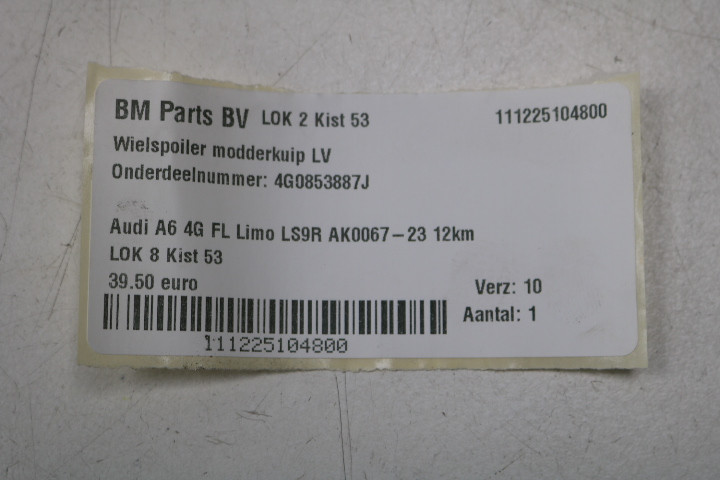 BM Parts BV LOK 2 Kist 53 111225104800
Wielspoiler modderkuip LV
Onderdeelnummer: 4G0853887J
Audi A6 4G FL Limo LS9R AK0067-23 12km
LOK 8 Kist 53
39.50 euro Verz: 10
Aantal: 1
111225104800